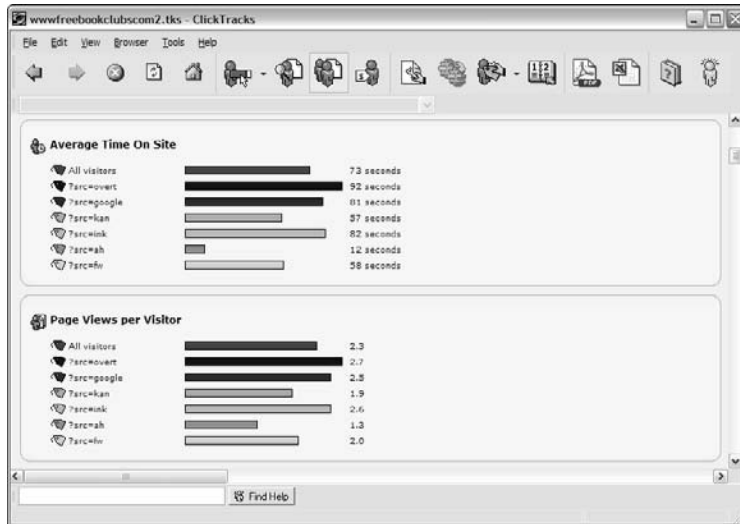 wwwfreebookclubscom2.tks - ClickTracks
File Edit View Browser Tools Help
PDF
Average Time On Site
All visitors 73 seconds
?src=overt 92 seconds
?src=google 81 seconds
?src=kan 57 seconds
?src=ink 82 seconds
?src=ah 12 seconds
?src=fw 58 seconds
Page Views per Visitor
All visitors 2.3
?src=overt 2.7
?src=google 2.5
?src=kan 1.9
?src=ink 2.6
?src=ah 1.3
?src=fw 2.0
Find Help